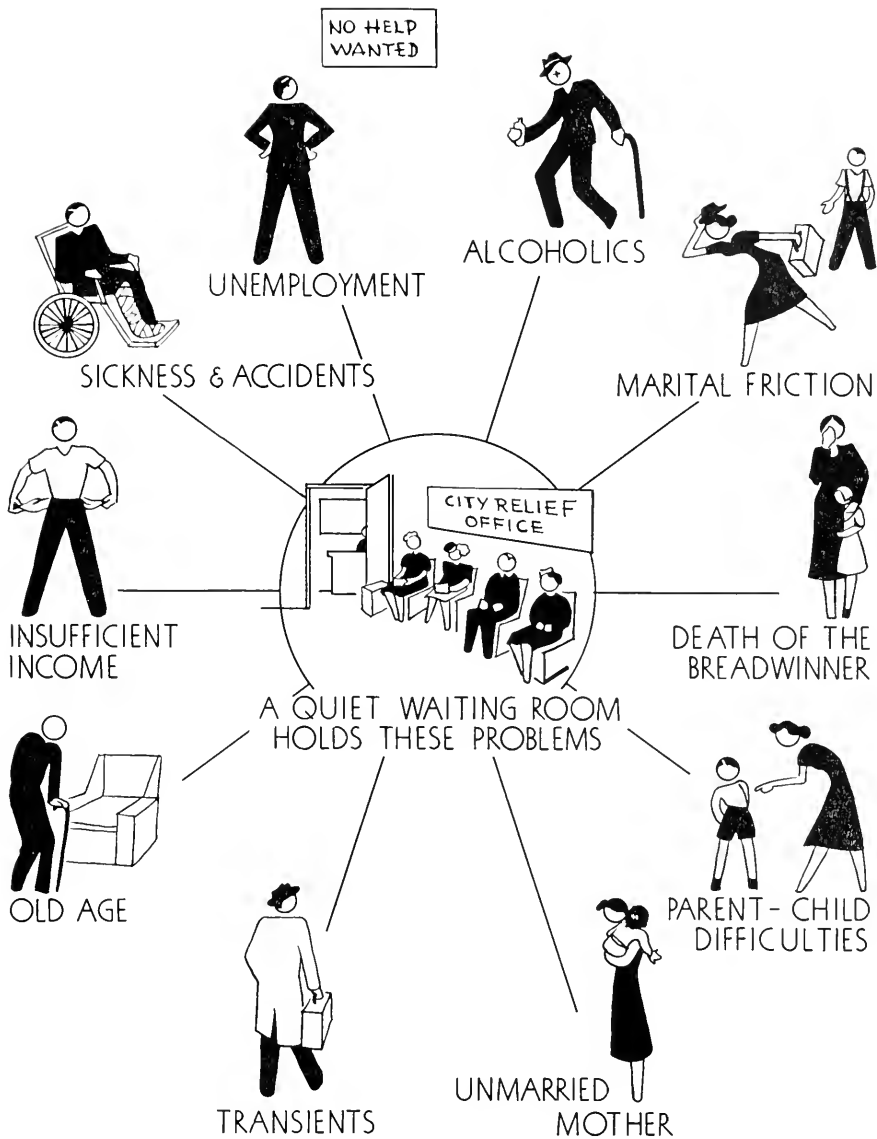 NO HELP
WANTED
UNEMPLOYMENT
ALCOHOLICS
SICKNESS & ACCIDENTS
MARITAL FRICTION
CITY RELIEF
OFFICE
INSUFFICIENT
INCOME
DEATH OF THE
BREADWINNER
A QUIET WAITING ROOM
HOLDS THESE PROBLEMS
OLD AGE
PARENT-CHILD
DIFFICULTIES
TRANSIENTS
UNMARRIED
MOTHER